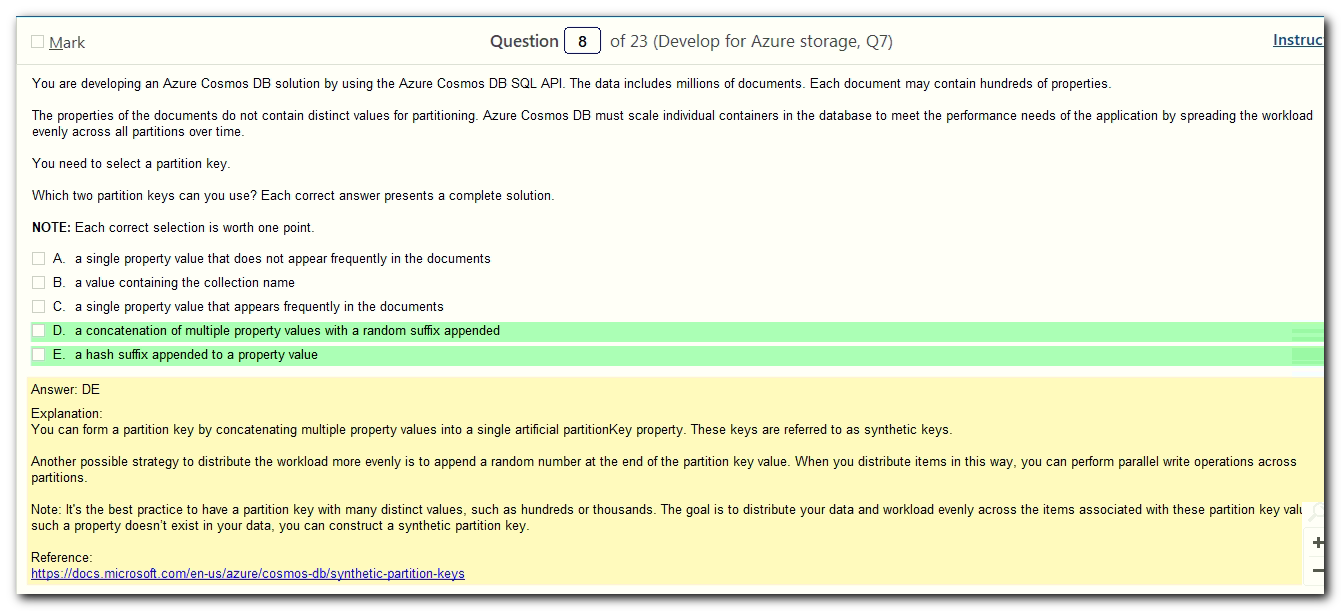 Mark
Question 8 of 23 (Develop for Azure storage, Q7)
Instruc
You are developing an Azure Cosmos DB solution by using the Azure Cosmos DB SQL API. The data includes millions of documents. Each document may contain hundreds of properties.
The properties of the documents do not contain distinct values for partitioning. Azure Cosmos DB must scale individual containers in the database to meet the performance needs of the application by spreading the workload
evenly across all partitions over time.
You need to select a partition key.
Which two partition keys can you use? Each correct answer presents a complete solution.
NOTE: Each correct selection is worth one point.
A. a single property value that does not appear frequently in the documents
B. a value containing the collection name
C. a single property value that appears frequently in the documents
D. a concatenation of multiple property values with a random suffix appended
E. a hash suffix appended to a property value
Answer: DE
Explanation:
You can form a partition key by concatenating multiple property values into a single artificial partitionKey property. These keys are referred to as synthetic keys.
Another possible strategy to distribute the workload more evenly is to append a random number at the end of the partition key value. When you distribute items in this way, you can perform parallel write operations across
partitions.
Note: It's the best practice to have a partition key with many distinct values, such as hundreds or thousands. The goal is to distribute your data and workload evenly across the items associated with these partition key valu
such a property doesn't exist in your data, you can construct a synthetic partition key.
Reference:
https://docs.microsoft.com/en-us/azure/cosmos-db/synthetic-partition-keys